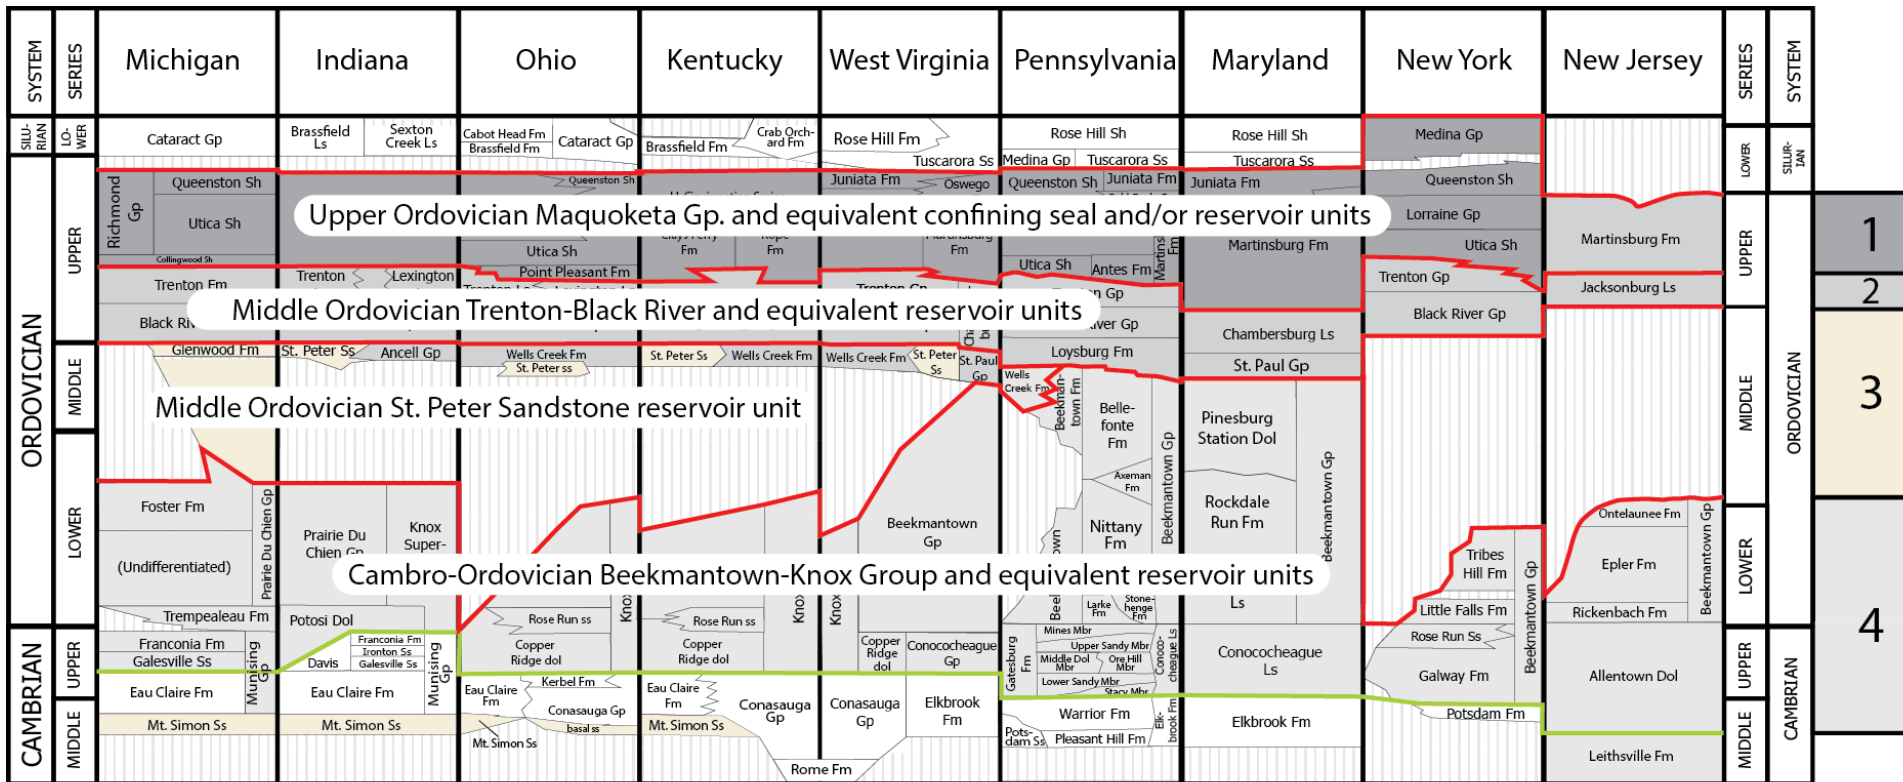 SYSTEM
SERIES
Michigan
Indiana
Ohio
Kentucky
West Virginia
Pennsylvania
Maryland
New York
New Jersey
SERIES
SYSTEM
SILU-
RIAN
LO-
WER
Cataract Gp
Brassfield
Ls
Sexton
Creek Ls
Cabot Head Fm
Brassfield Fm
Cataract Gp
Brassfield Fm
Crab Orch-
ard Fm
Rose Hill Fm
Tuscarora Ss
Rose Hill Sh
Medina Gp
Tuscarora Ss
Rose Hill Sh
Tuscarora Ss
Medina Gp
LOWER
SILUR-
IAN
ORDOVICIAN
UPPER
Richmond
Gp
Queenston Sh
Utica Sh
Collingwood Sh
Queenston Sh
Utica Sh
Point Pleasant Fm
Fm
Fm
Juniata Fm
Oswego
Fm
Queenston Sh
Juniata Fm
Utica Sh
Antes Fm
Juniata Fm
Martinsburg Fm
Queenston Sh
Lorraine Gp
Utica Sh
Martinsburg Fm
UPPER
ORDOVICIAN
1
Upper Ordovician Maquoketa Gp. and equivalent confining seal and/or reservoir units
Trenton Fm
Trenton
Lexington
Trenton Gp
Jacksonburg Ls
2
Middle Ordovician Trenton-Black River and equivalent reservoir units
Black River Gp
Chambersburg Ls
MIDDLE
Glenwood Fm
St. Peter Ss
Ancell Gp
Wells Creek Fm
St. Peter ss
St. Peter Ss
Wells Creek Fm
Wells Creek Fm
St. Peter
Ss
St. Paul
Gp
Loysburg Fm
St. Paul Gp
MIDDLE
3
Middle Ordovician St. Peter Sandstone reservoir unit
Wells
Creek Fm
Beekman-
town Fm
Belle-
fonte
Fm
Axeman
Fm
Nittany
Fm
Beekmantown Gp
Pinesburg
Station Dol
Rockdale
Run Fm
Beekmantown Gp
LOWER
Foster Fm
(Undifferentiated)
Prairie Du Chien Gp
Trempealeau Fm
Prairie Du
Chien Gp
Knox
Super-
Potosi Dol
Beekmantown
Gp
Tribes
Hill Fm
Little Falls Fm
Beekmantown Gp
Ontelaunee Fm
Epler Fm
Rickenbach Fm
Beekmantown Gp
LOWER
4
Cambro-Ordovician Beekmantown-Knox Group and equivalent reservoir units
Rose Run ss
Knox
Rose Run ss
Knox
Knox
Larke
Fm
Stone-
henge
Fm
Ls
CAMBRIAN
UPPER
Franconia Fm
Galesville Ss
Munising
Gp
Eau Claire Fm
Franconia Fm
Ironton Ss
Galesville Ss
Davis
Munising
Gp
Eau Claire Fm
Copper
Ridge dol
Copper
Ridge dol
Copper
Ridge
dol
Conococheague
Gp
Gatesburg
Fm
Mines Mbr
Upper Sandy Mbr
Middle Dol
Mbr
Ore Hill
Mbr
Lower Sandy Mbr
Stacy Mbr
Conoco-
cheague Ls
Conococheague
Ls
Rose Run Ss
Galway Fm
Allentown Dol
UPPER
CAMBRIAN
MIDDLE
Mt. Simon Ss
Mt. Simon Ss
Eau Claire
Fm
Kerbel Fm
Conasauga Gp
basal ss
Mt. Simon Ss
Eau Claire
Fm
Mt. Simon Ss
Conasauga
Gp
Rome Fm
Conasauga
Gp
Elkbrook
Fm
Warrior Fm
Pots-
dam Ss
Pleasant Hill Fm
Elk-
brook Fm
Elkbrook Fm
Potsdam Fm
Leithsville Fm
MIDDLE